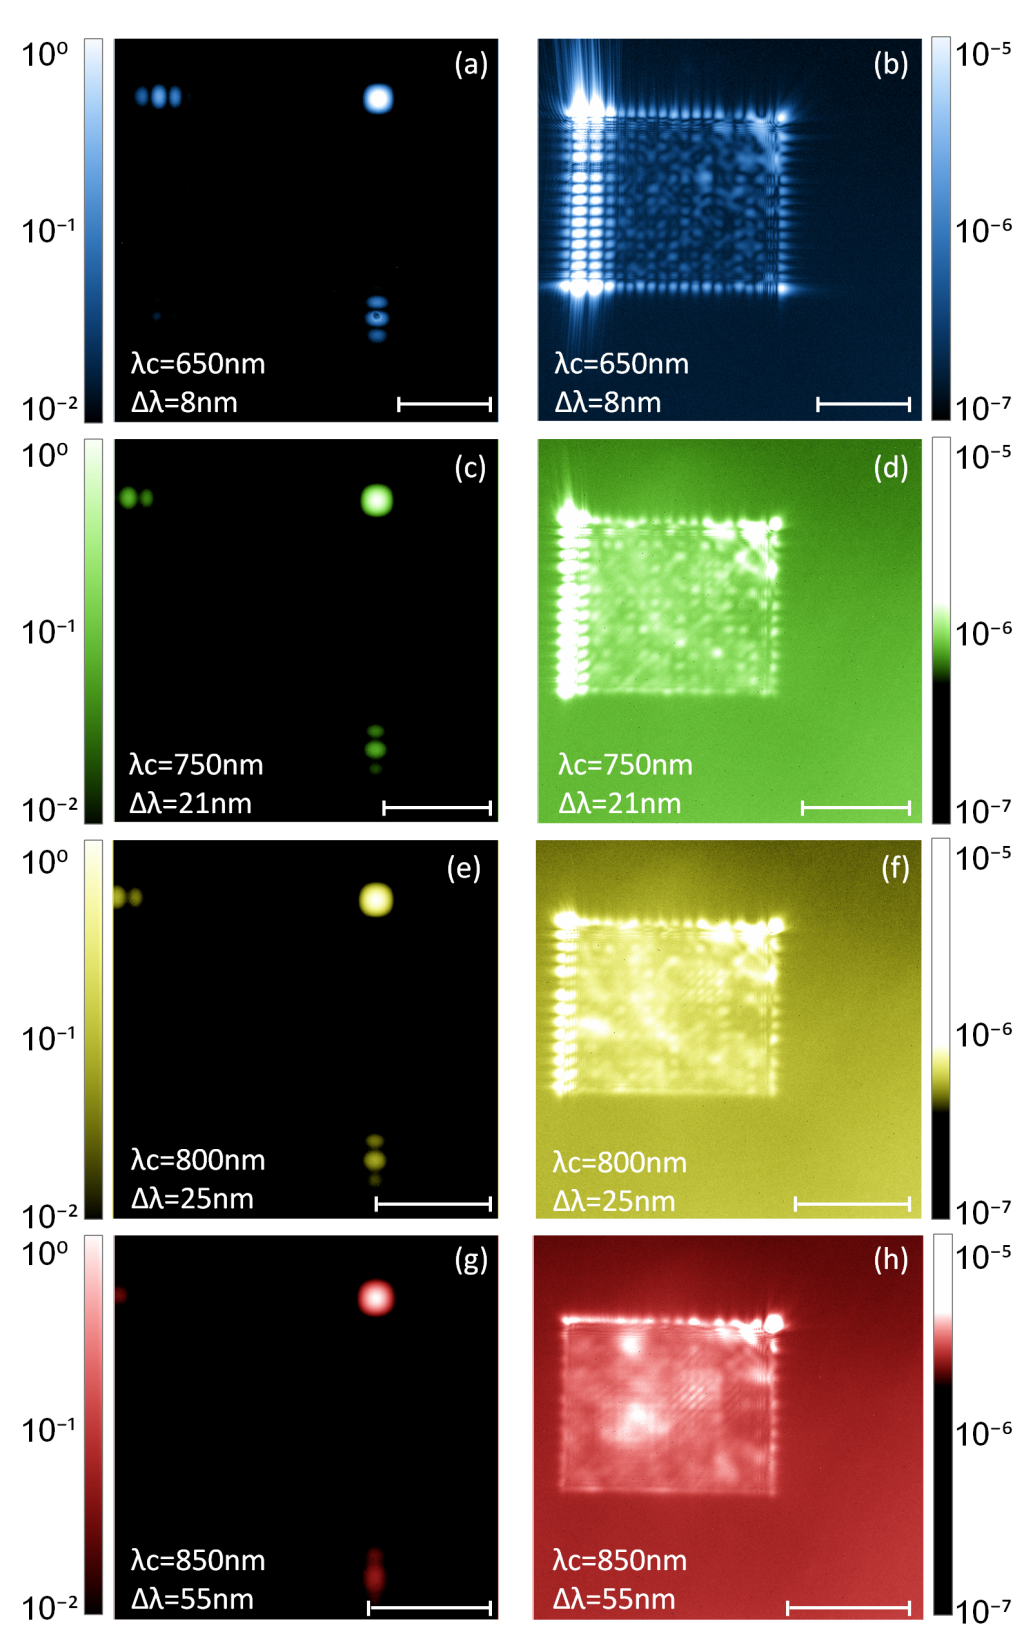 10⁰
10⁻¹
10⁻²
(a)
λc=650nm
Δλ=8nm
(b)
λc=650nm
Δλ=8nm
10⁻⁵
10⁻⁶
10⁻⁷
10⁰
10⁻¹
10⁻²
(c)
λc=750nm
Δλ=21nm
(d)
λc=750nm
Δλ=21nm
10⁻⁵
10⁻⁶
10⁻⁷
10⁰
10⁻¹
10⁻²
(e)
λc=800nm
Δλ=25nm
(f)
λc=800nm
Δλ=25nm
10⁻⁵
10⁻⁶
10⁻⁷
10⁰
10⁻¹
10⁻²
(g)
λc=850nm
Δλ=55nm
(h)
λc=850nm
Δλ=55nm
10⁻⁵
10⁻⁶
10⁻⁷